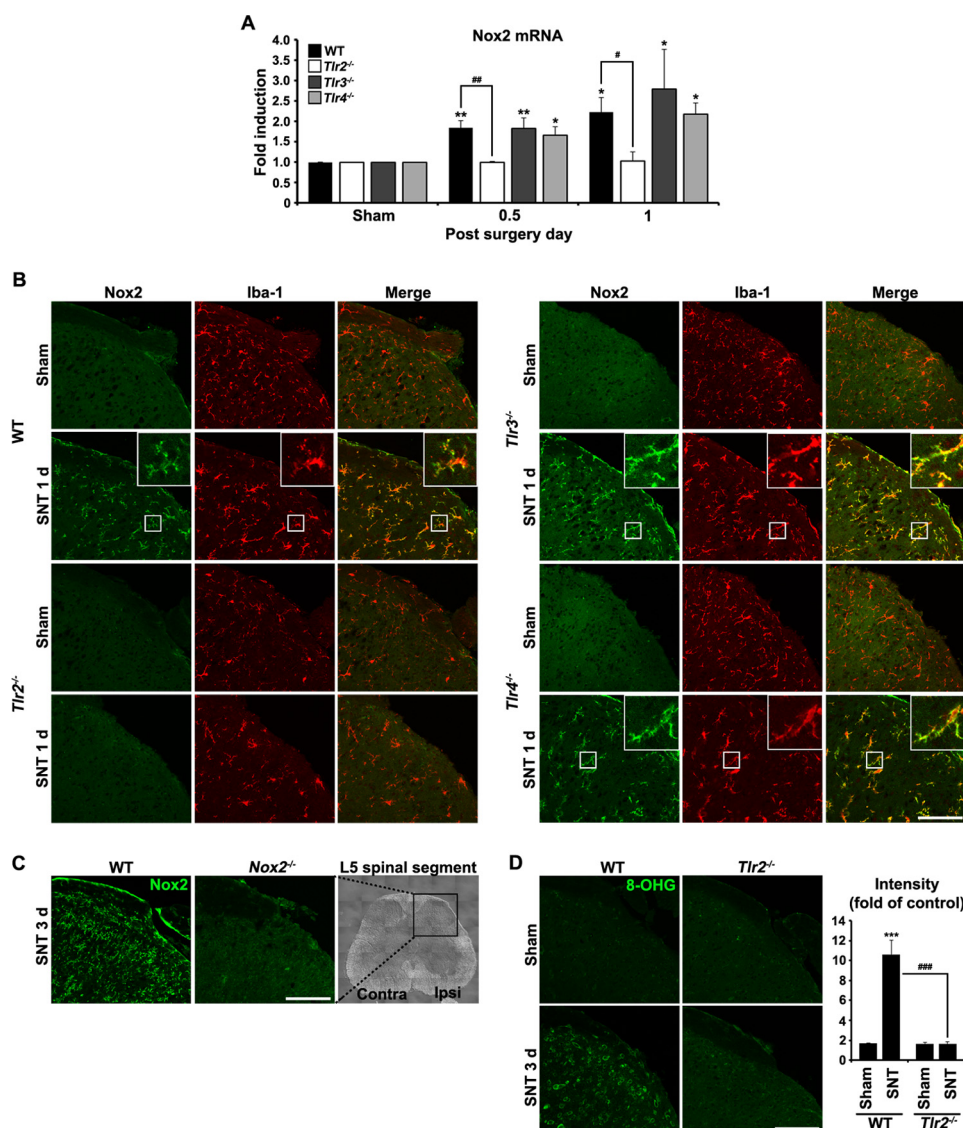 A
Nox2 mRNA
Fold induction
4.0
3.5
3.0
2.5
2.0
1.5
1.0
0.5
0
WT
Tlr2-/-
Tlr3-/-
Tlr4-/-
** ## ** *
* # * *
Sham 0.5 1
Post surgery day
B
Nox2 Iba-1 Merge
WT
Sham
SNT 1 d
Tlr2-/-
Sham
SNT 1 d
Nox2 Iba-1 Merge
Tlr3-/-
Sham
SNT 1 d
Tlr4-/-
Sham
SNT 1 d
C
WT Nox2-/- L5 spinal segment
SNT 3 d
Nox2
Contra Ipsi
D
WT Tlr2-/-
8-OHG
Sham
SNT 3 d
Intensity
(fold of control)
14
12
10
8
6
4
2
0
***
###
Sham SNT Sham SNT
WT Tlr2-/-